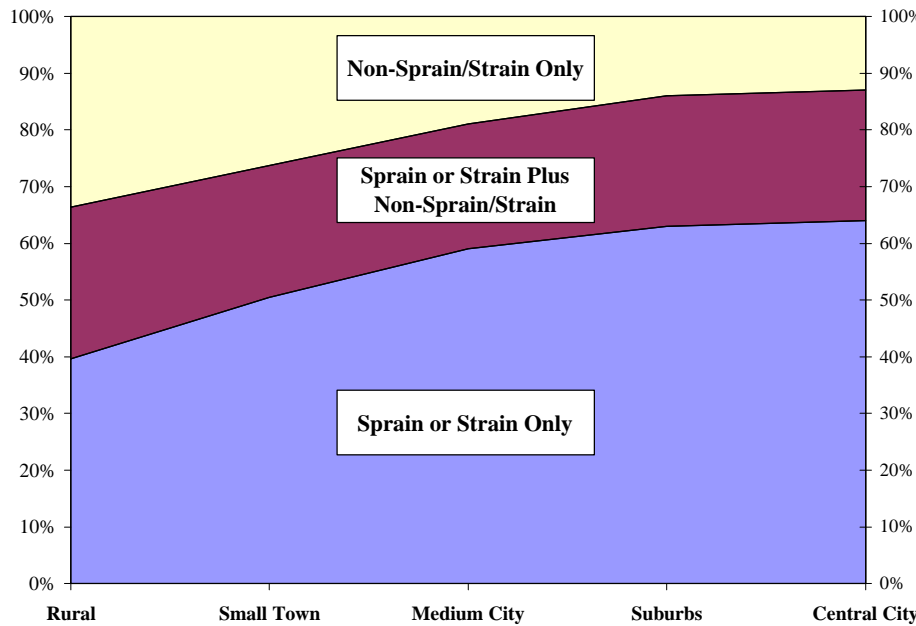 100% 100%
90% 90%
Non-Sprain/Strain Only
80% 80%
70% 70%
Sprain or Strain Plus
Non-Sprain/Strain
60% 60%
50% 50%
40% 40%
30% 30%
Sprain or Strain Only
20% 20%
10% 10%
0% 0%
Rural Small Town Medium City Suburbs Central City